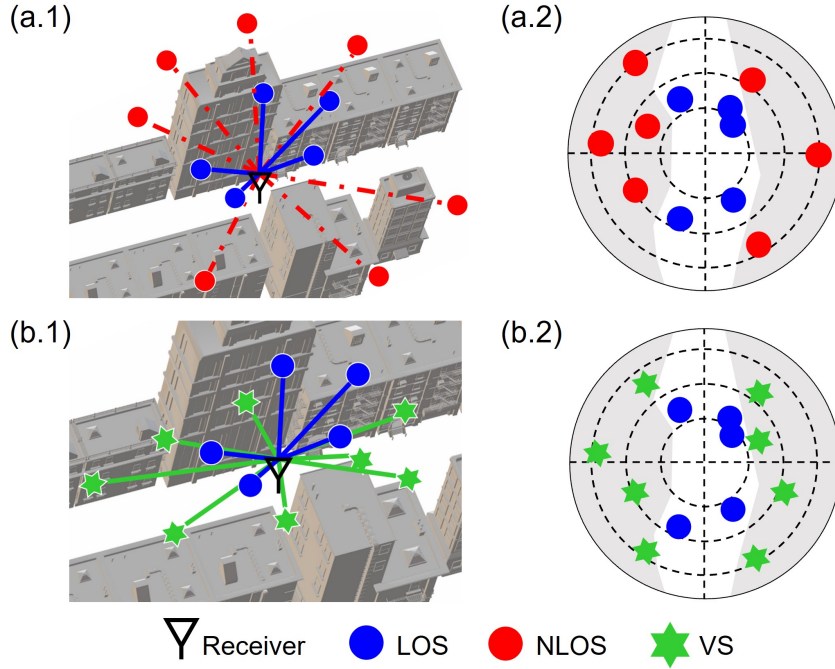 (a.1)
(a.2)
(b.1)
(b.2)
Receiver
LOS
NLOS
VS